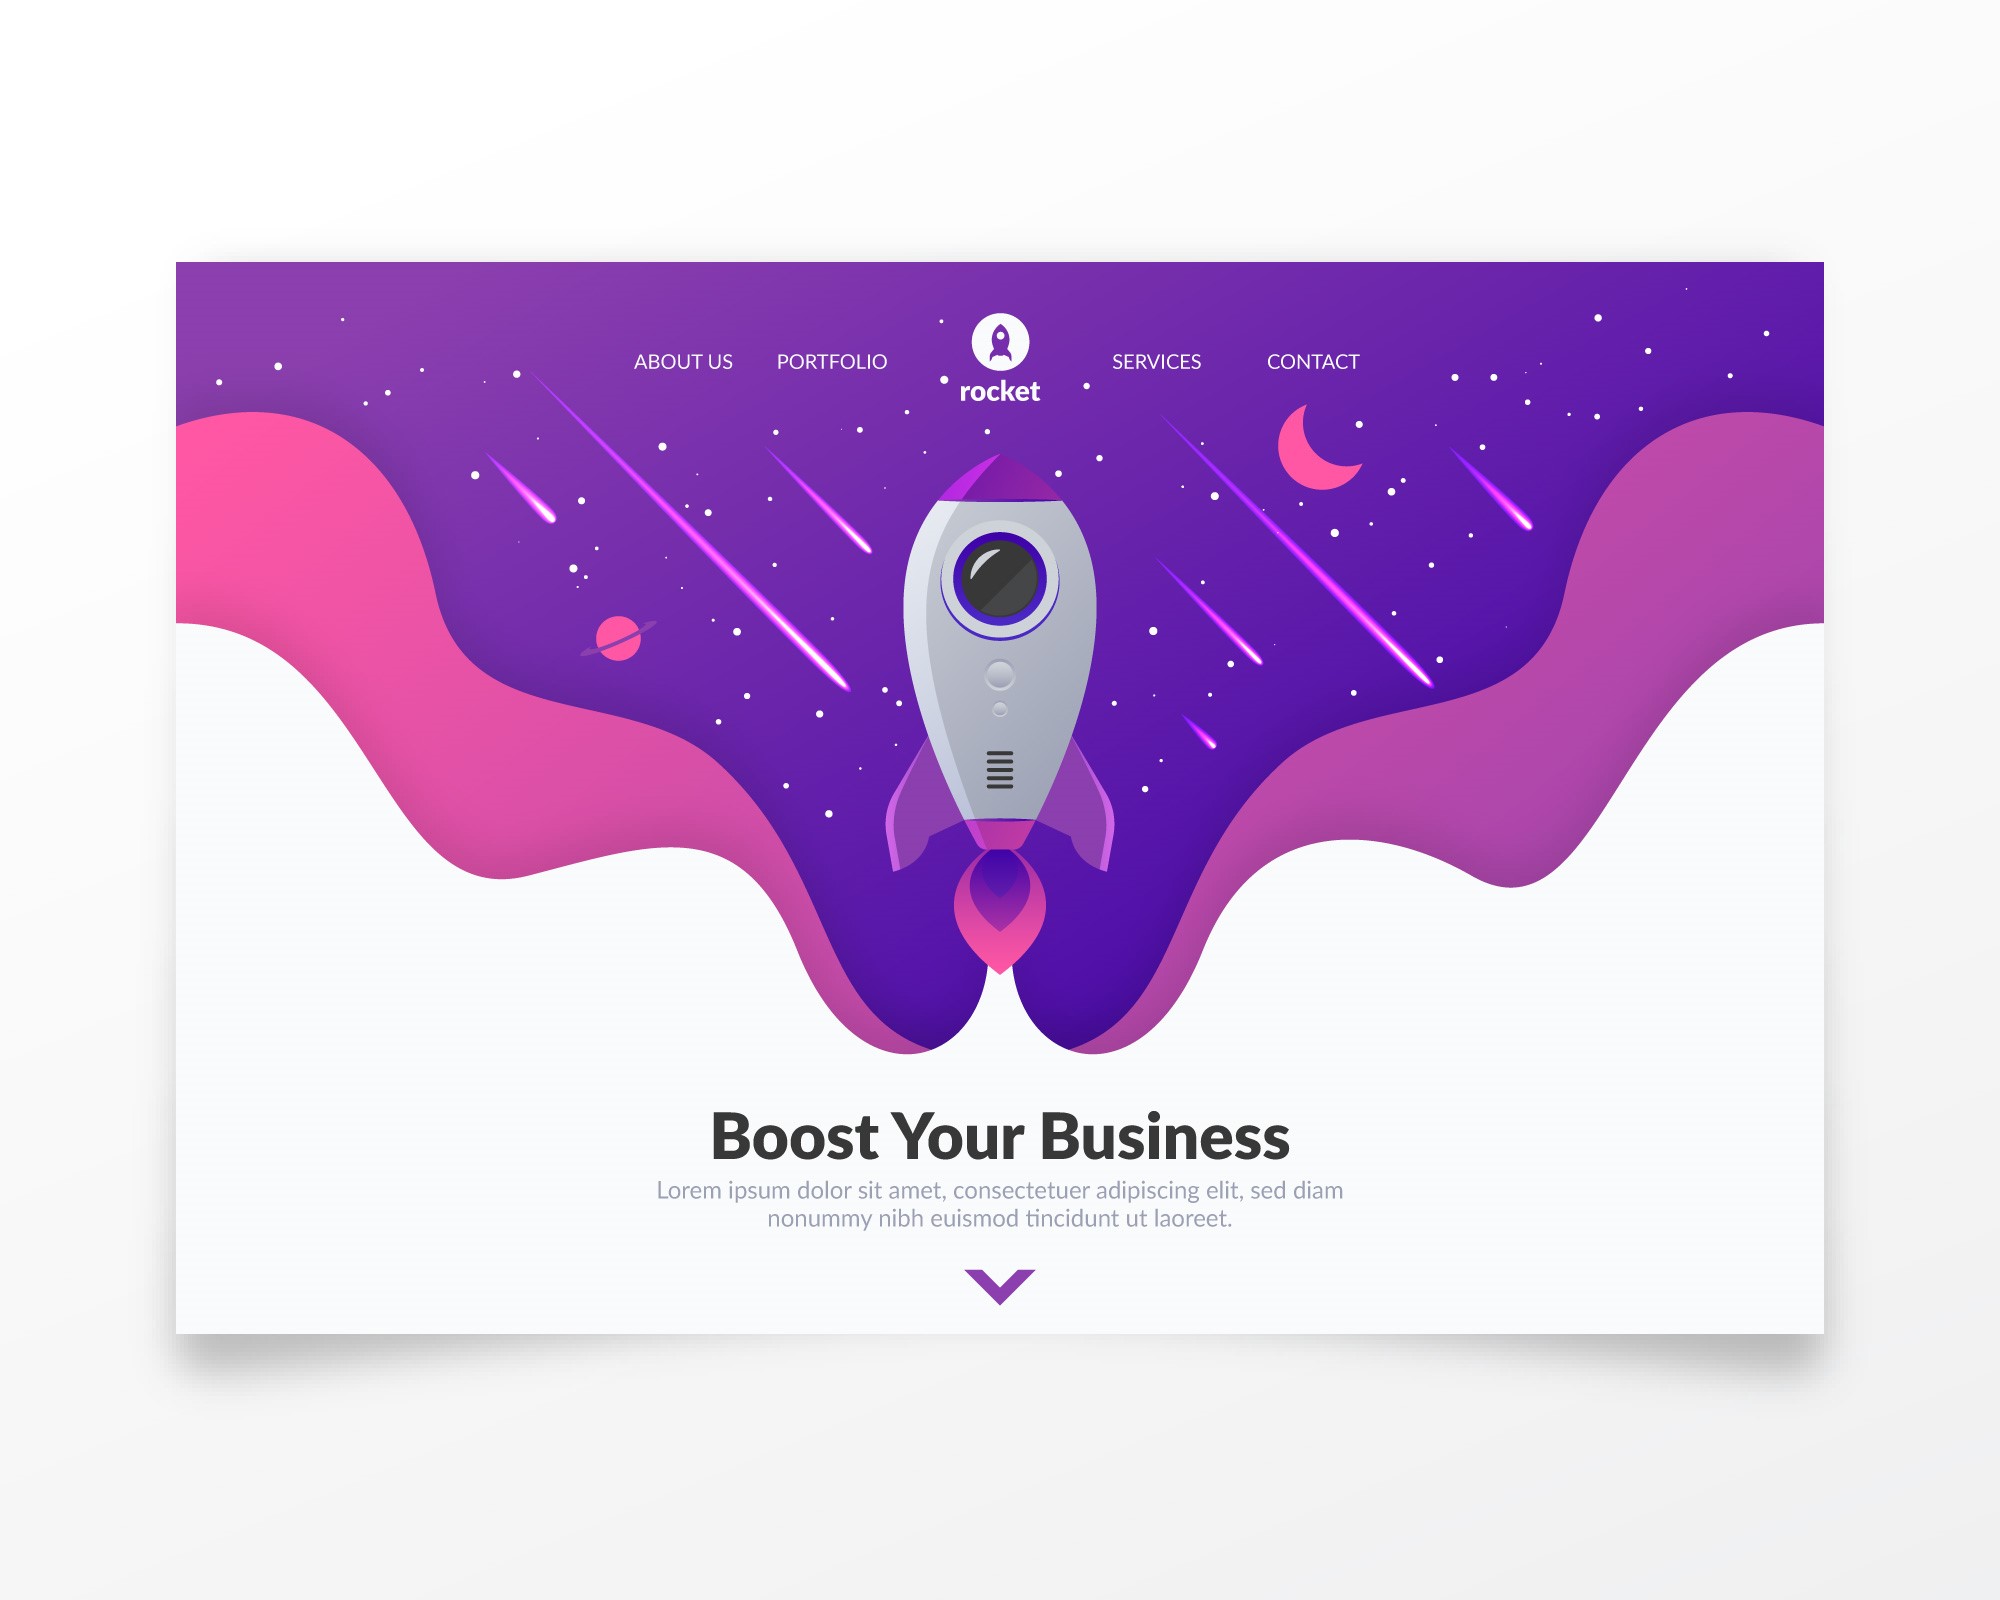 ABOUT US PORTFOLIO SERVICES CONTACT
rocket
Boost Your Business
Lorem ipsum dolor sit amet, consectetuer adipiscing elit, sed diam
nonummy nibh euismod tincidunt ut laoreet.